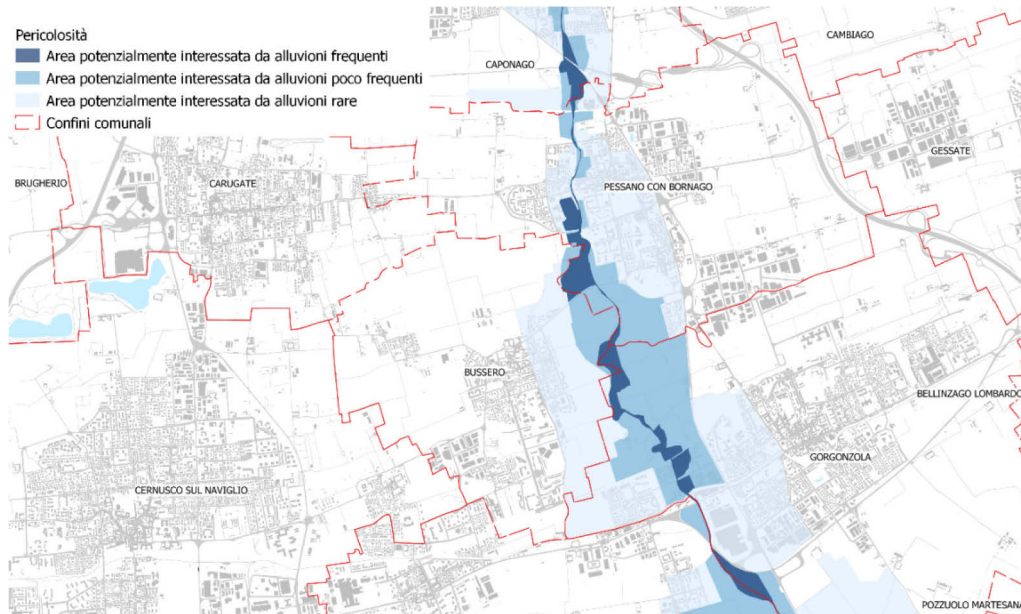 Pericolosità
Area potenzialmente interessata da alluvioni frequenti
Area potenzialmente interessata da alluvioni poco frequenti
Area potenzialmente interessata da alluvioni rare
Confini comunali
CAPONAGO
CAMBIAGO
GESSATE
BRUGHERIO
CARUGATE
PESSANO CON BORNAGO
BUSSERO
BELLINZAGO LOMBARDO
GORGONZOLA
CERNUSCO SUL NAVIGLIO
POZZUOLO MARTESANA